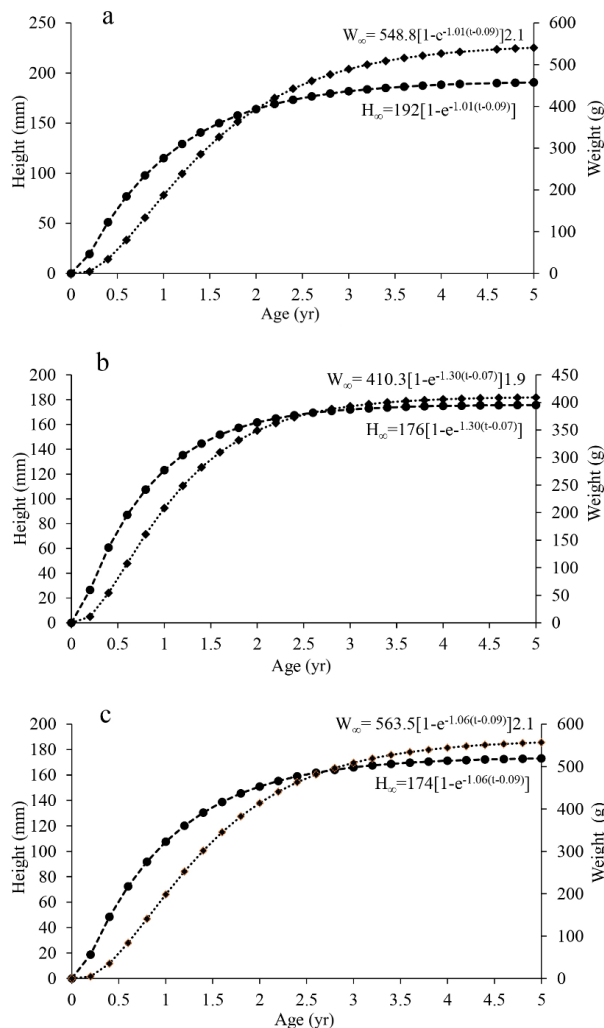 a
W∞= 548.8[1-c-1.01(t-0.09)]2.1
H∞=192[1-e-1.01(t-0.09)]
Height (mm)
250
200
150
100
50
0
Weight (g)
600
500
400
300
200
100
0
0 0.5 1 1.5 2 2.5 3 3.5 4 4.5 5
Age (yr)
b
W∞= 410.3[1-e-1.30(t-0.07)]1.9
H∞=176[1-e-1.30(t-0.07)]
Height (mm)
200
180
160
140
120
100
80
60
40
20
0
Weight (g)
450
400
350
300
250
200
150
100
50
0
0 0.5 1 1.5 2 2.5 3 3.5 4 4.5 5
Age (yr)
c
W∞= 563.5[1-e-1.06(t-0.09)]2.1
H∞=174[1-e-1.06(t-0.09)]
Height (mm)
200
180
160
140
120
100
80
60
40
20
0
Weight (g)
600
500
400
300
200
100
0
0 0.5 1 1.5 2 2.5 3 3.5 4 4.5 5
Age (yr)